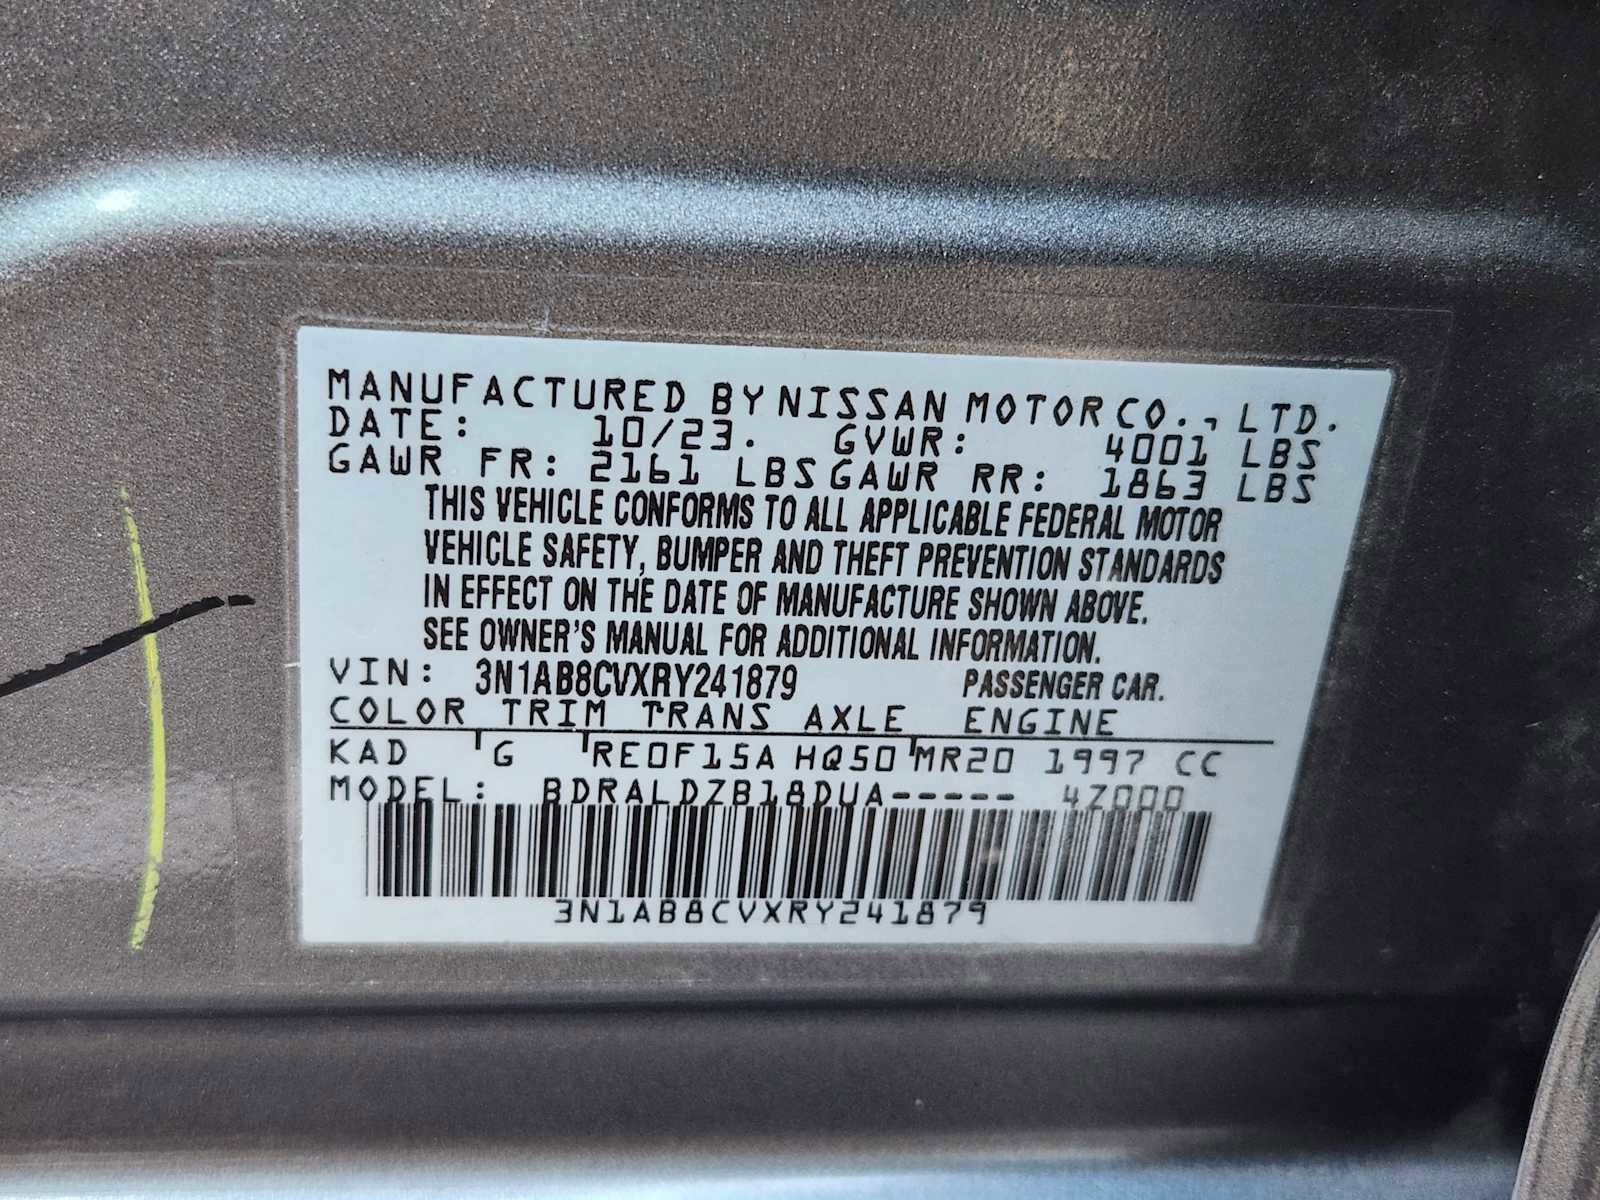 MANUFACTURED BY NISSAN MOTOR CO., LTD.
DATE: 10/23. GVWR: 4001 LBS
GAWR FR: 2161 LBS GAWR RR: 1863 LBS
THIS VEHICLE CONFORMS TO ALL APPLICABLE FEDERAL MOTOR
VEHICLE SAFETY, BUMPER AND THEFT PREVENTION STANDARDS
IN EFFECT ON THE DATE OF MANUFACTURE SHOWN ABOVE.
SEE OWNER'S MANUAL FOR ADDITIONAL INFORMATION.
VIN: 3N1AB8CVXRY241879 PASSENGER CAR.
COLOR TRIM TRANS AXLE ENGINE
KAD G RE0F15A HQ50 MR20 1997 CC
MODEL: BDRALDZB18DUA----- 4Z000
3N1AB8CVXRY241879